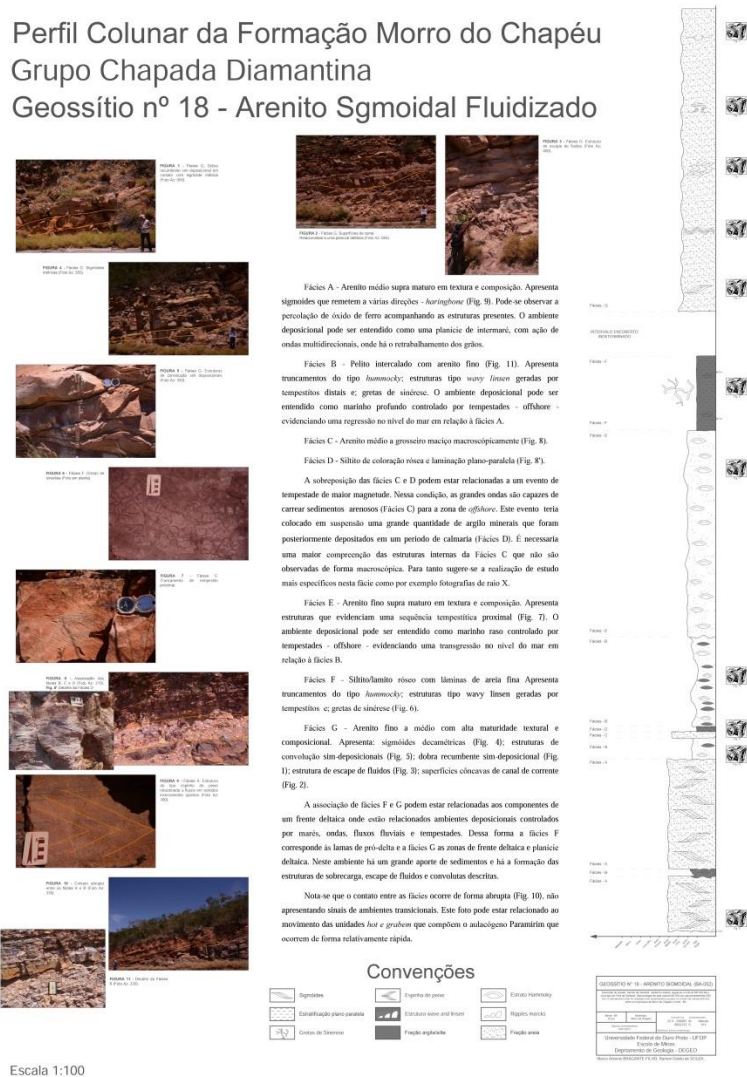 Perfil Colunar da Formação Morro do Chapéu
Grupo Chapada Diamantina
Geossítio nº 18 - Arenito Sgmoidal Fluidizado
Fácies A - Arenito médio supra maturo em textura e composição. Apresenta
sigmoides que remetem a várias direções - haringbone (Fig. 9). Pode-se observar a
percolação de óxido de ferro acompanhando as estruturas presentes. O ambiente
deposicional pode ser entendido como uma planície de intermaré, com ação de
ondas multidirecionais, onde há o retrabalhamento dos grãos.
Fácies B - Pelito intercalado com arenito fino (Fig. 11). Apresenta
truncamentos do tipo hummocky; estruturas tipo wavy linsen geradas por
tempestitos distais e; gretas de sinérese. O ambiente deposicional pode ser
entendido como marinho profundo controlado por tempestades - offshore -
evidenciando uma regressão no nível do mar em relação à fácies A.
Fácies C - Arenito médio a grosseiro maciço macroscópicamente (Fig. 8).
Fácies D - Siltito de coloração rósea e laminação plano-paralela (Fig. 8').
A sobreposição das fácies C e D podem estar relacionadas a um evento de
tempestade de maior magnetude. Nessa condição, as grandes ondas são capazes de
carrear sedimentos arenosos (Fácies C) para a zona de offshore. Este evento teria
colocado em suspensão uma grande quantidade de argilo minerais que foram
posteriormente depositados em um período de calmaria (Fácies D). É necessaria
uma maior compreenção das estruturas internas da Fácies C que não são
observadas de forma macroscópica. Para tanto sugere-se a realização de estudo
mais específicos nesta fácie como por exemplo fotografias de raio X.
Fácies E - Arenito fino supra maturo em textura e composição. Apresenta
estruturas que evidenciam uma sequência tempestítica proximal (Fig. 7). O
ambiente deposicional pode ser entendido como marinho raso controlado por
tempestades - offshore - evidenciando uma transgressão no nível do mar em
relação à fácies B.
Fácies F - Siltito/lamito róseo com lâminas de areia fina Apresenta
truncamentos do tipo hummocky; estruturas tipo wavy linsen geradas por
tempestitos e; gretas de sinérese (Fig. 6).
Fácies G - Arenito fino a médio com alta maturidade textural e
composicional. Apresenta: sigmóides decamétricas (Fig. 4); estruturas de
convolução sim-deposicionais (Fig. 5); dobra recumbente sim-deposicional (Fig.
1); estrutura de escape de fluidos (Fig. 3); superfícies côncavas de canal de corrente
(Fig. 2).
A associação de fácies F e G podem estar relacionadas aos componentes de
um frente deltaica onde estão relacionados ambientes deposicionais controlados
por marés, ondas, fluxos fluviais e tempestades. Dessa forma a fácies F
corresponde às lamas de pró-delta e a fácies G as zonas de frente deltaica e planície
deltaica. Neste ambiente há um grande aporte de sedimentos e há a formação das
estruturas de sobrecarga, escape de fluidos e convolutas descritas.
Nota-se que o contato entre as fácies ocorre de forma abrupta (Fig. 10), não
apresentando sinais de ambientes transicionais. Este foto pode estar relacionado ao
movimento das unidades hot e graben que compõem o aulacógeno Paramirim que
ocorrem de forma relativamente rápida.
Convenções
Sigmóides
Espinha de peixe
Estrato Hummoky
Estratificação plano paralela
Estrutura wave and linsen
Ripples marcks
Gretas de Sinerese
Fração argila/silte
Fração areia
GEOSSÍTIO Nº 18 - ARENITO SIGMOIDAL (BA-052)
Universidade Federal de Ouro Preto - UFOP
Escola de Minas
Departamento de Geologia - DEGEO
Escala 1:100